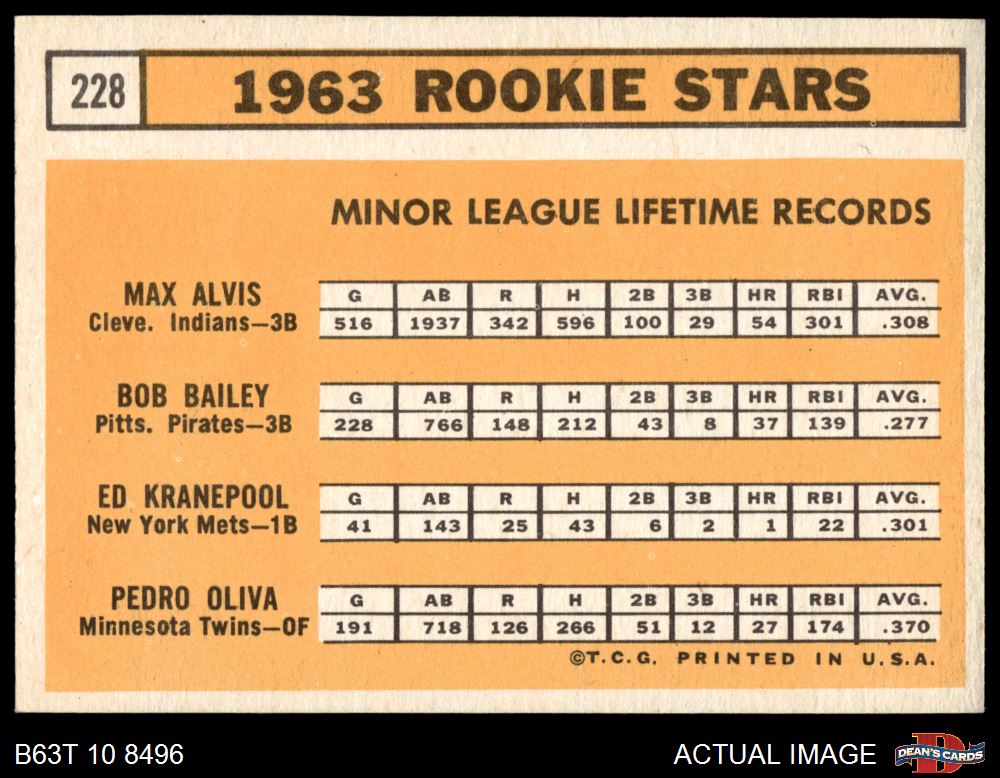 228 1963 ROOKIE STARS
MINOR LEAGUE LIFETIME RECORDS
MAX ALVIS
Cleve. Indians—3B
G AB R H 2B 3B HR RBI AVG.
516 1937 342 596 100 29 54 301 .308
BOB BAILEY
Pitts. Pirates—3B
G AB R H 2B 3B HR RBI AVG.
228 766 148 212 43 8 37 139 .277
ED KRANEPOOL
New York Mets—1B
G AB R H 2B 3B HR RBI AVG.
41 143 25 43 6 2 1 22 .301
PEDRO OLIVA
Minnesota Twins—OF
G AB R H 2B 3B HR RBI AVG.
191 718 126 266 51 12 27 174 .370
©T.C.G. PRINTED IN U.S.A.
B63T 10 8496
ACTUAL IMAGE
DEAN'S CARDS